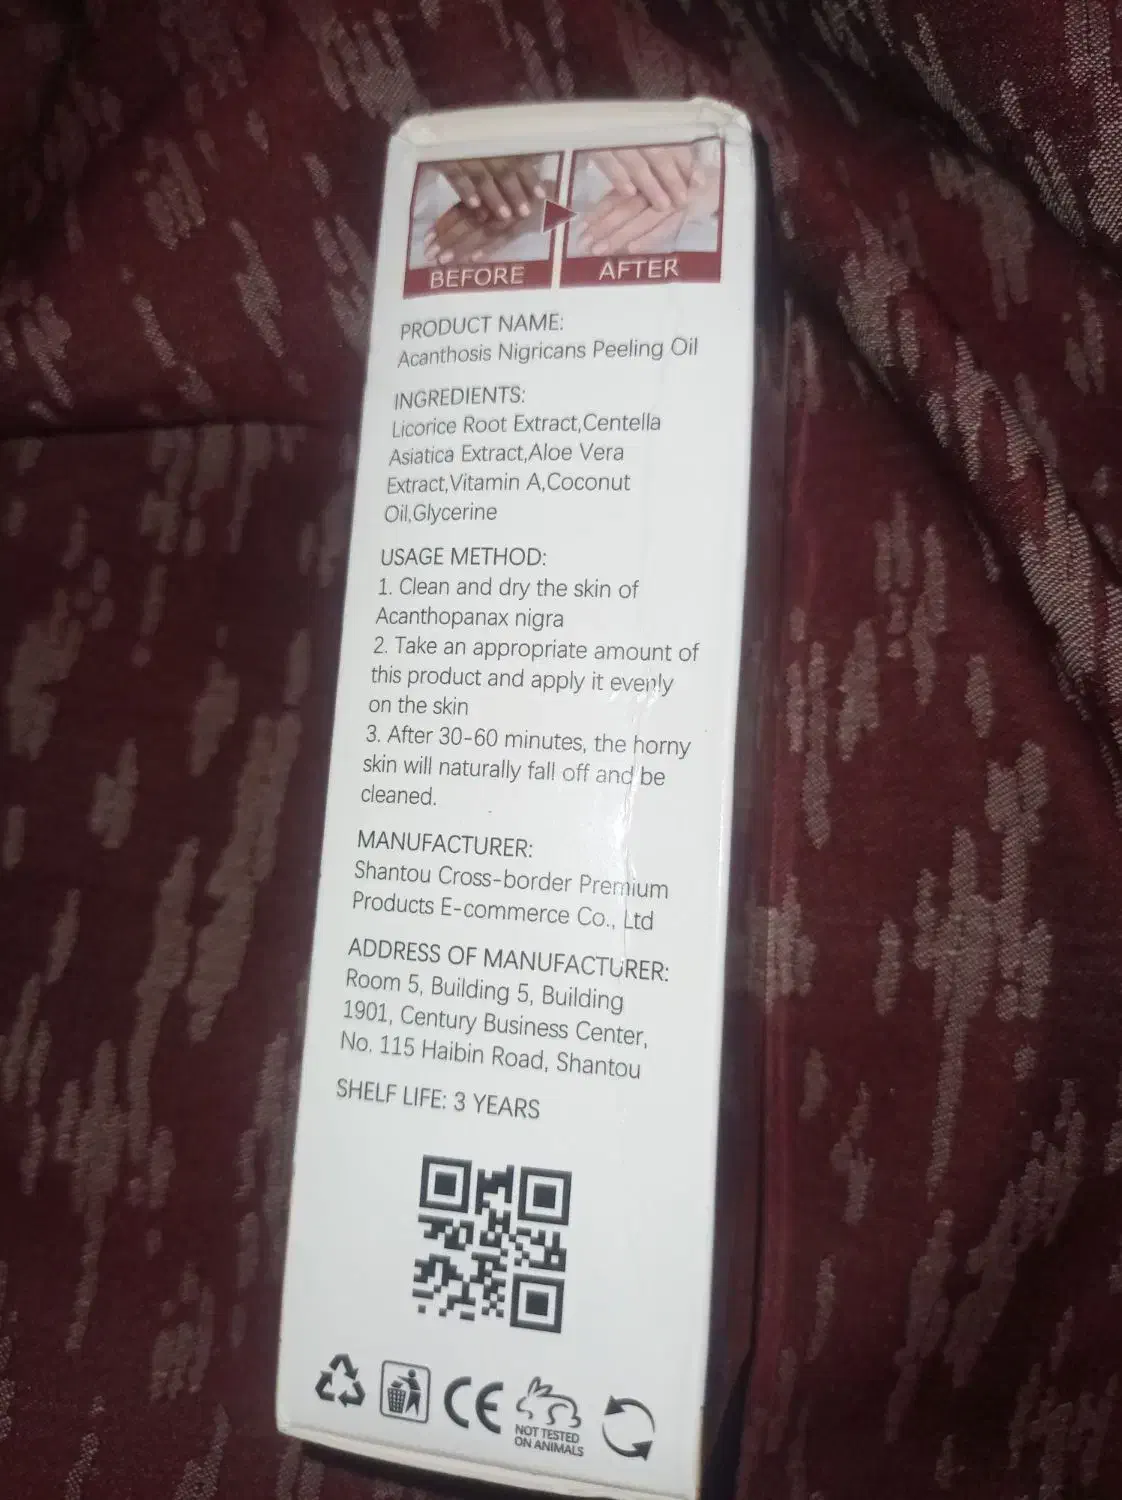 BEFORE
AFTER
PRODUCT NAME:
Acanthosis Nigricans Peeling Oil
INGREDIENTS:
Licorice Root Extract,Centella
Asiatica Extract,Aloe Vera
Extract,Vitamin A,Coconut
Oil,Glycerine
USAGE METHOD:
1. Clean and dry the skin of
Acanthopanax nigra
2. Take an appropriate amount of
this product and apply it evenly
on the skin
3. After 30-60 minutes, the horny
skin will naturally fall off and be
cleaned.
MANUFACTURER:
Shantou Cross-border Premium
Products E-commerce Co., Ltd
ADDRESS OF MANUFACTURER:
Room 5, Building 5, Building
1901, Century Business Center,
No. 115 Haibin Road, Shantou
SHELF LIFE: 3 YEARS
CE
NOT TESTED
ON ANIMALS